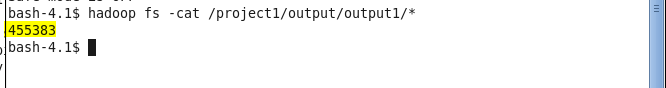 bash-4.1$ hadoop fs -cat /project1/output/output1/*
455383
bash-4.1$